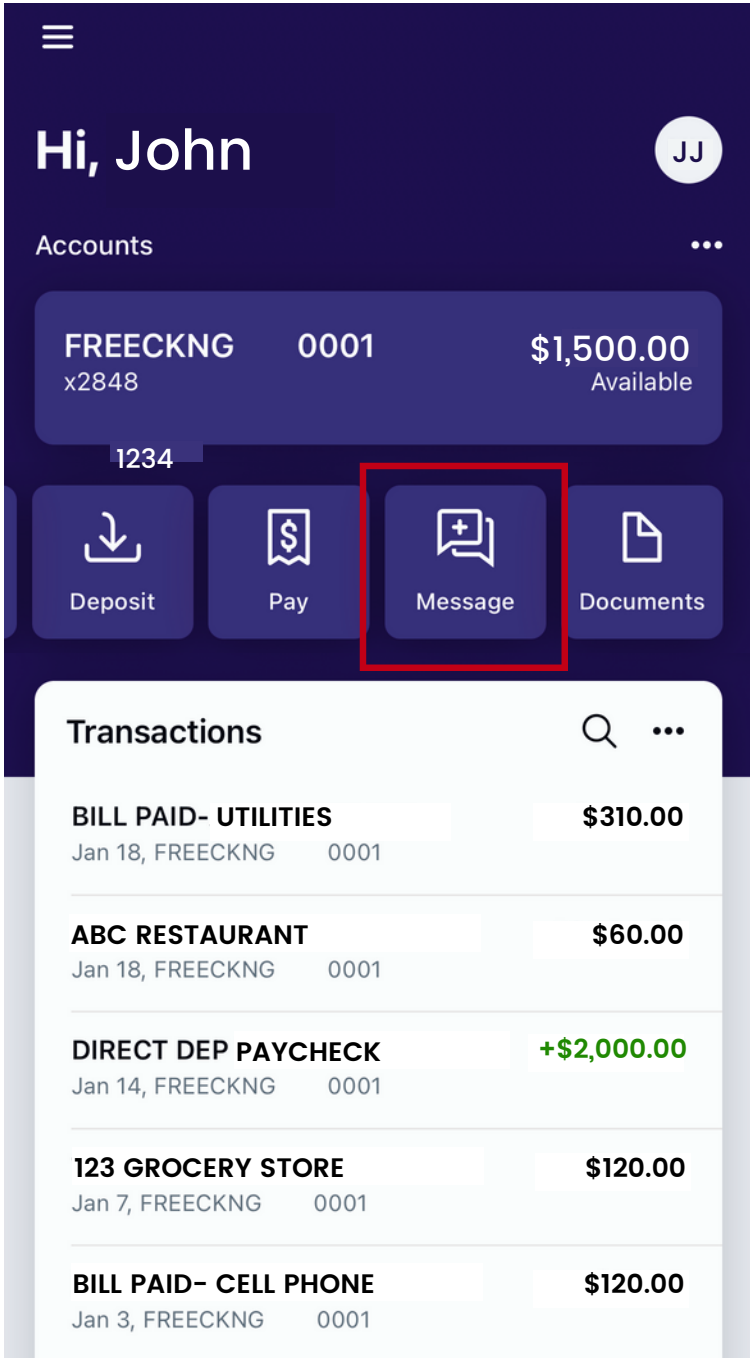 Hi, John
JJ
Accounts
FREECKNG 0001 $1,500.00
x2848 Available
1234
Deposit Pay Message Documents
Transactions
BILL PAID- UTILITIES $310.00
Jan 18, FREECKNG 0001
ABC RESTAURANT $60.00
Jan 18, FREECKNG 0001
DIRECT DEP PAYCHECK +$2,000.00
Jan 14, FREECKNG 0001
123 GROCERY STORE $120.00
Jan 7, FREECKNG 0001
BILL PAID- CELL PHONE $120.00
Jan 3, FREECKNG 0001